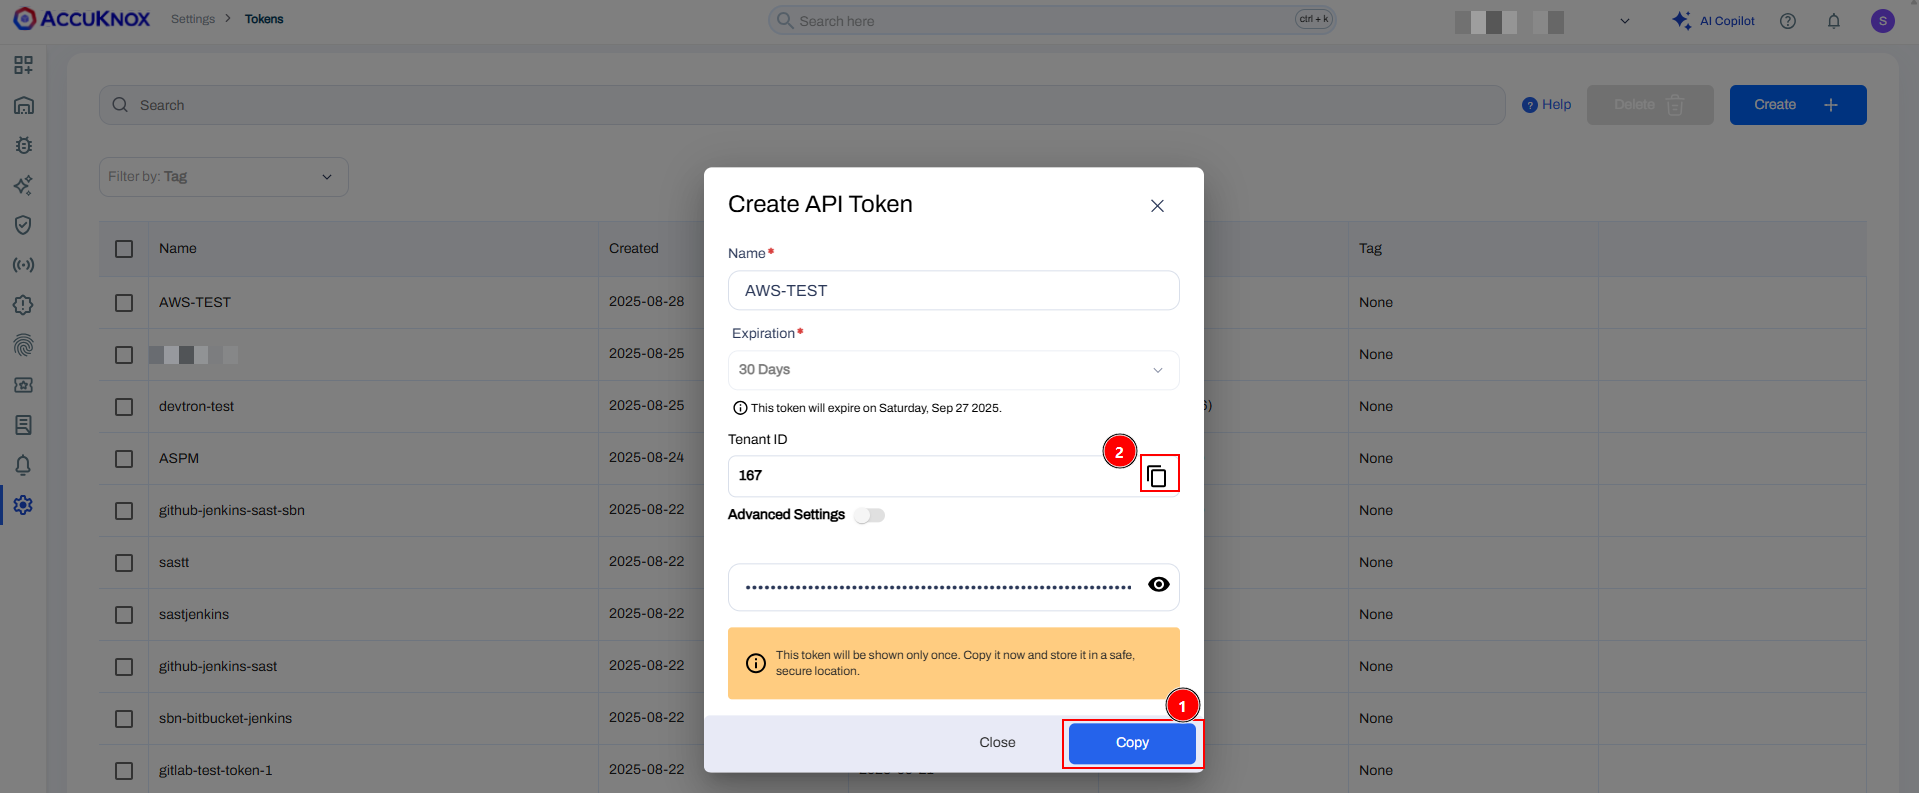 ACCUKNOX Settings > Tokens Search here ctrl + k AI Copilot ? S
Search ? Help Delete Create +
Filter by: Tag
Name Created Tag
AWS-TEST 2025-08-28 None
2025-08-25 None
devtron-test 2025-08-25 None
ASPM 2025-08-24 None
github-jenkins-sast-sbn 2025-08-22 None
sastt 2025-08-22 None
sastjenkins 2025-08-22 None
github-jenkins-sast 2025-08-22 None
sbn-bitbucket-jenkins 2025-08-22 None
gitlab-test-token-1 2025-08-22 None
Create API Token
Name*
AWS-TEST
Expiration*
30 Days
This token will expire on Saturday, Sep 27 2025.
Tenant ID
2
167
Advanced Settings
This token will be shown only once. Copy it now and store it in a safe,
secure location.
1
Close Copy